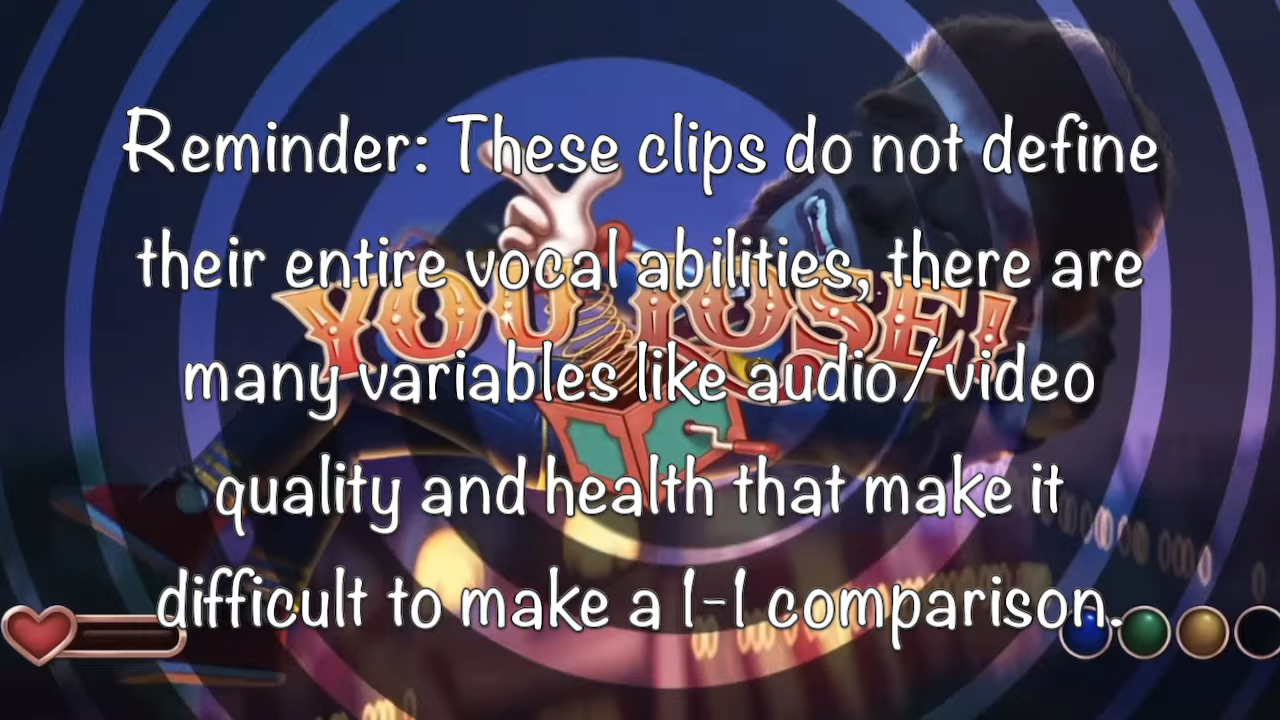 Reminder: These clips do not define
their entire vocal abilities, there are
YOU LOSE!
many variables like audio/video
quality and health that make it
difficult to make a 1-1 comparison.